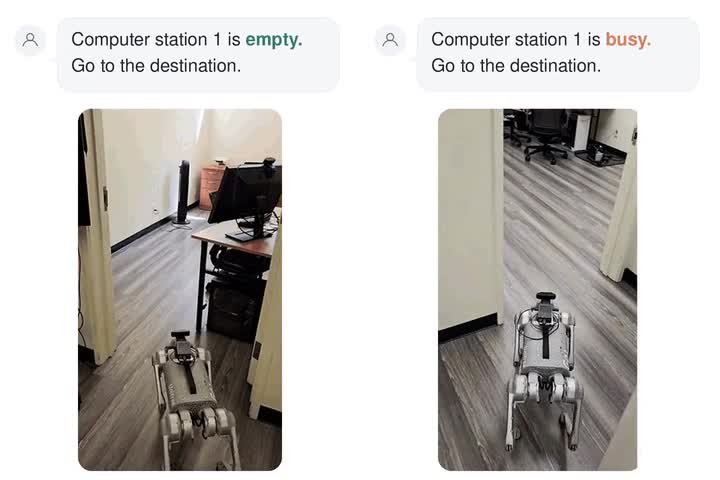 Computer station 1 is empty.
Go to the destination.
Computer station 1 is busy.
Go to the destination.